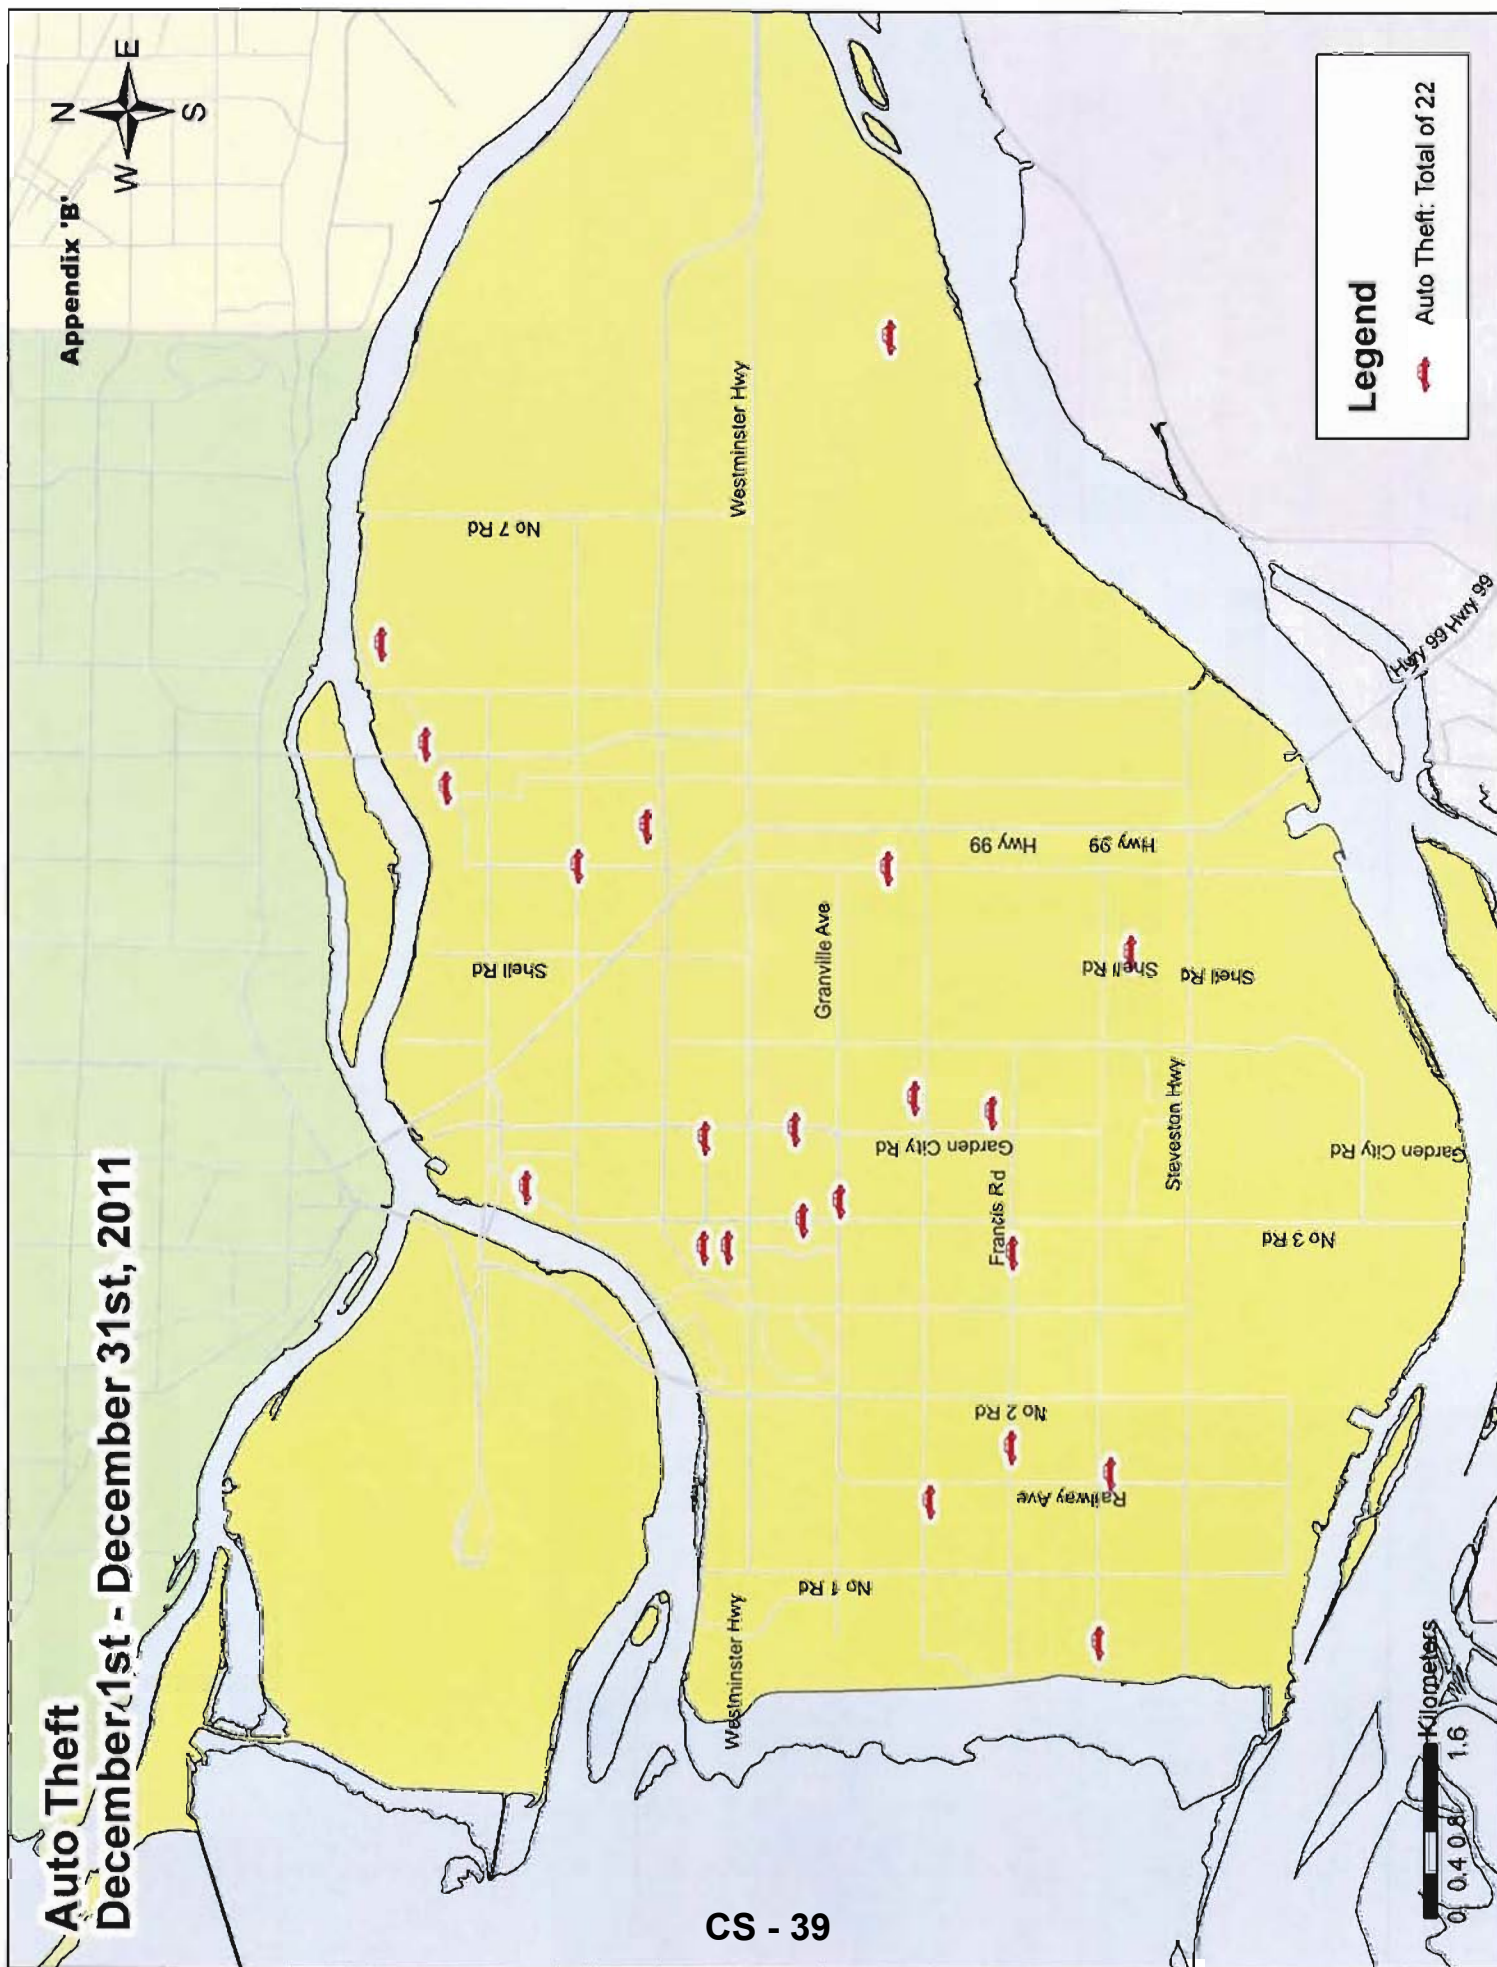 Auto Theft
December 1st - December 31st, 2011
Appendix 'B'
N
W
E
S
No 7 Rd
Westminster Hwy
Shell Rd
Granville Ave
Hwy 99
Hwy 99
Shell Rd
Shell Rd
Hwy 99
Hwy 99
Garden City Rd
Francis Rd
Steveston Hwy
Garden City Rd
No 3 Rd
No 2 Rd
Railway Ave
No 1 Rd
Westminster Hwy
Legend
Auto Theft: Total of 22
Kilometers
0 0.4 0.8 1.6
CS - 39